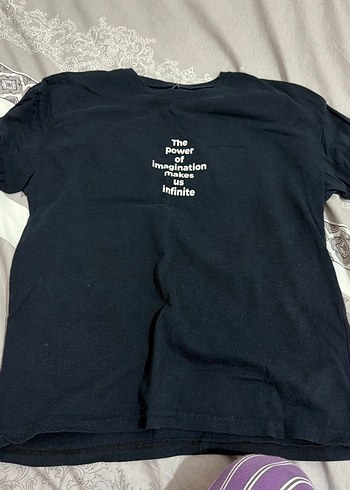 The
power
of
imagination
makes
us
infinite